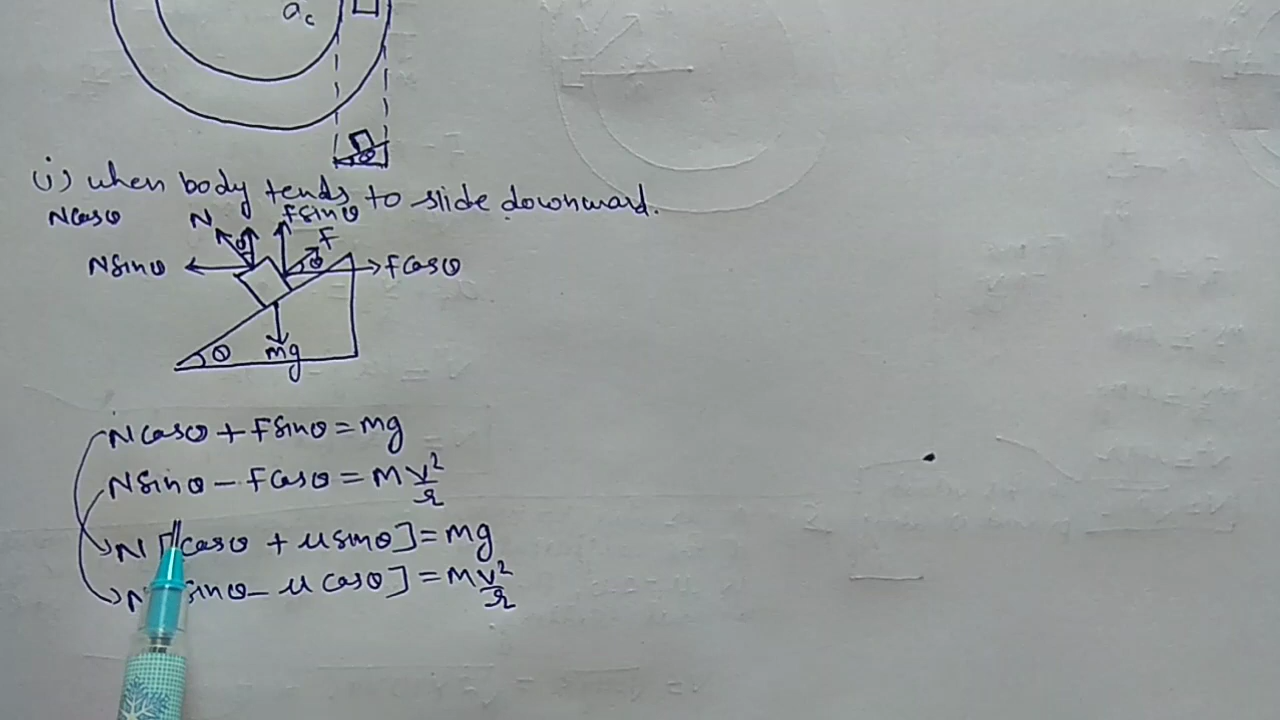 ac
θ
(i) when body tends to slide downward.
Ncosθ N Fsinθ
θ F
Nsinθ θ Fcosθ
θ mg
Ncosθ + Fsinθ = mg
Nsinθ - Fcosθ = mv²/r
N[cosθ + μsinθ] = mg
N sinθ - μcosθ] = mv²/r